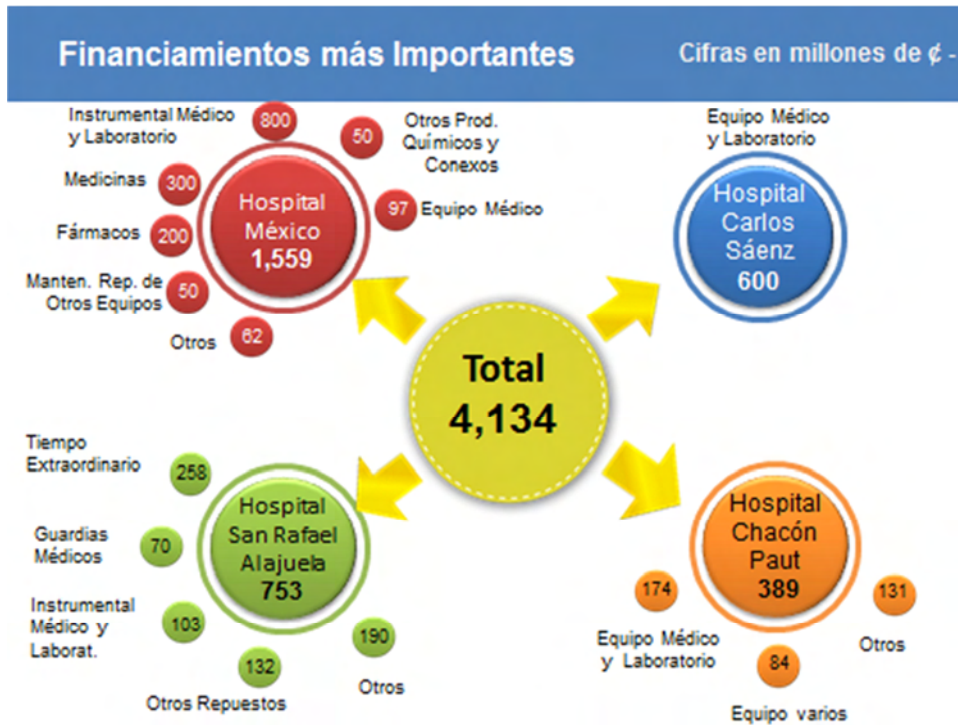 Financiamientos más Importantes
Cifras en millones de ₡ -
Instrumental Médico
y Laboratorio
800
50
Otros Prod.
Químicos y
Conexos
Medicinas
300
97
Equipo Médico
Fármacos
200
Manten. Rep. de
Otros Equipos
50
Otros
62
Hospital
México
1,559
Equipo Médico
y Laboratorio
Hospital
Carlos
Sáenz
600
Total
4,134
Tiempo
Extraordinario
258
Guardias
Médicos
70
Instrumental
Médico y
Laborat.
103
132
Otros Repuestos
190
Otros
Hospital
San Rafael
Alajuela
753
Hospital
Chacón
Paut
389
174
Equipo Médico
y Laboratorio
84
Equipo varios
131
Otros